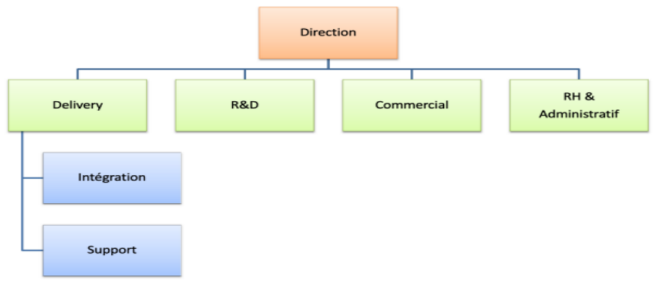 Direction
Delivery
R&D
Commercial
RH &
Administratif
Intégration
Support